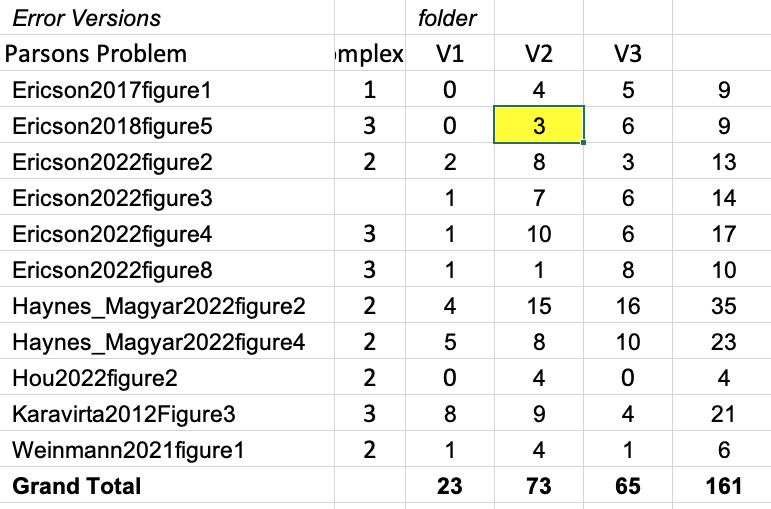 Error Versions folder
Parsons Problem omplex V1 V2 V3
Ericson2017figure1 1 0 4 5 9
Ericson2018figure5 3 0 3 6 9
Ericson2022figure2 2 2 8 3 13
Ericson2022figure3 1 7 6 14
Ericson2022figure4 3 1 10 6 17
Ericson2022figure8 3 1 1 8 10
Haynes_Magyar2022figure2 2 4 15 16 35
Haynes_Magyar2022figure4 2 5 8 10 23
Hou2022figure2 2 0 4 0 4
Karavirta2012Figure3 3 8 9 4 21
Weinmann2021figure1 2 1 4 1 6
Grand Total 23 73 65 161